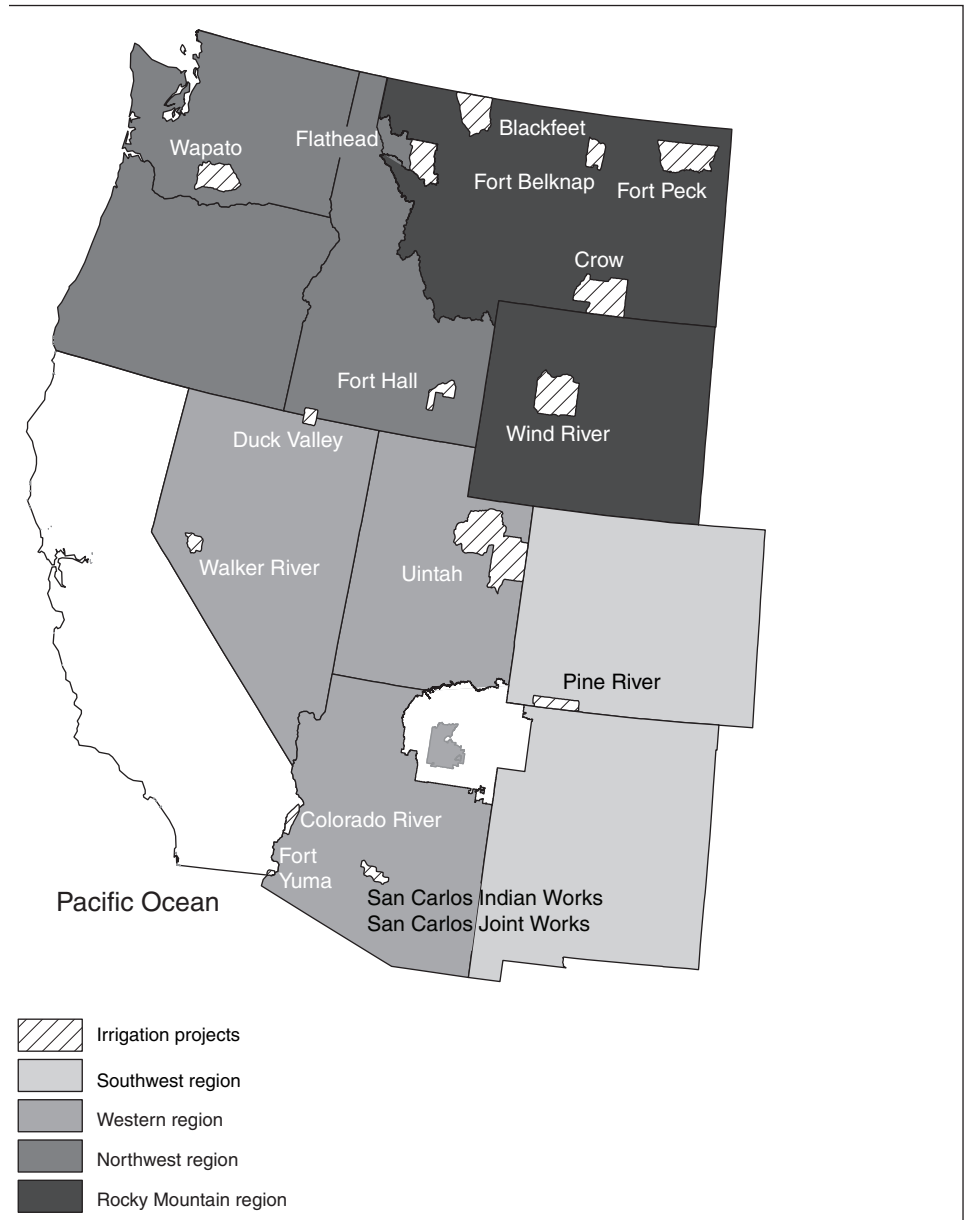 Blackfeet
Flathead
Wapato
Fort Belknap
Fort Peck
Crow
Fort Hall
Wind River
Duck Valley
Walker River
Uintah
Pine River
Colorado River
Fort
Yuma
Pacific Ocean
San Carlos Indian Works
San Carlos Joint Works
Irrigation projects
Southwest region
Western region
Northwest region
Rocky Mountain region